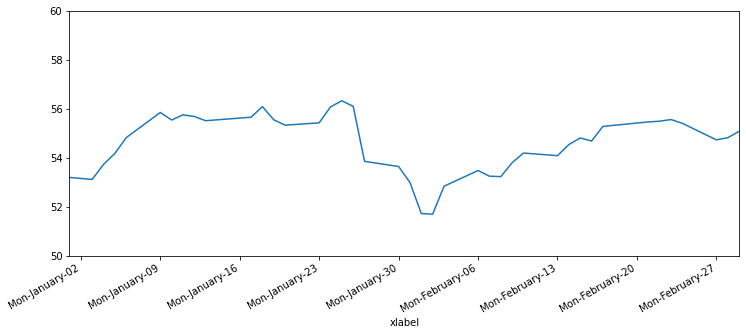 60
58
56
54
52
50
Mon-January-02
Mon-January-09
Mon-January-16
Mon-January-23
Mon-January-30
Mon-February-06
Mon-February-13
Mon-February-20
Mon-February-27
xlabel